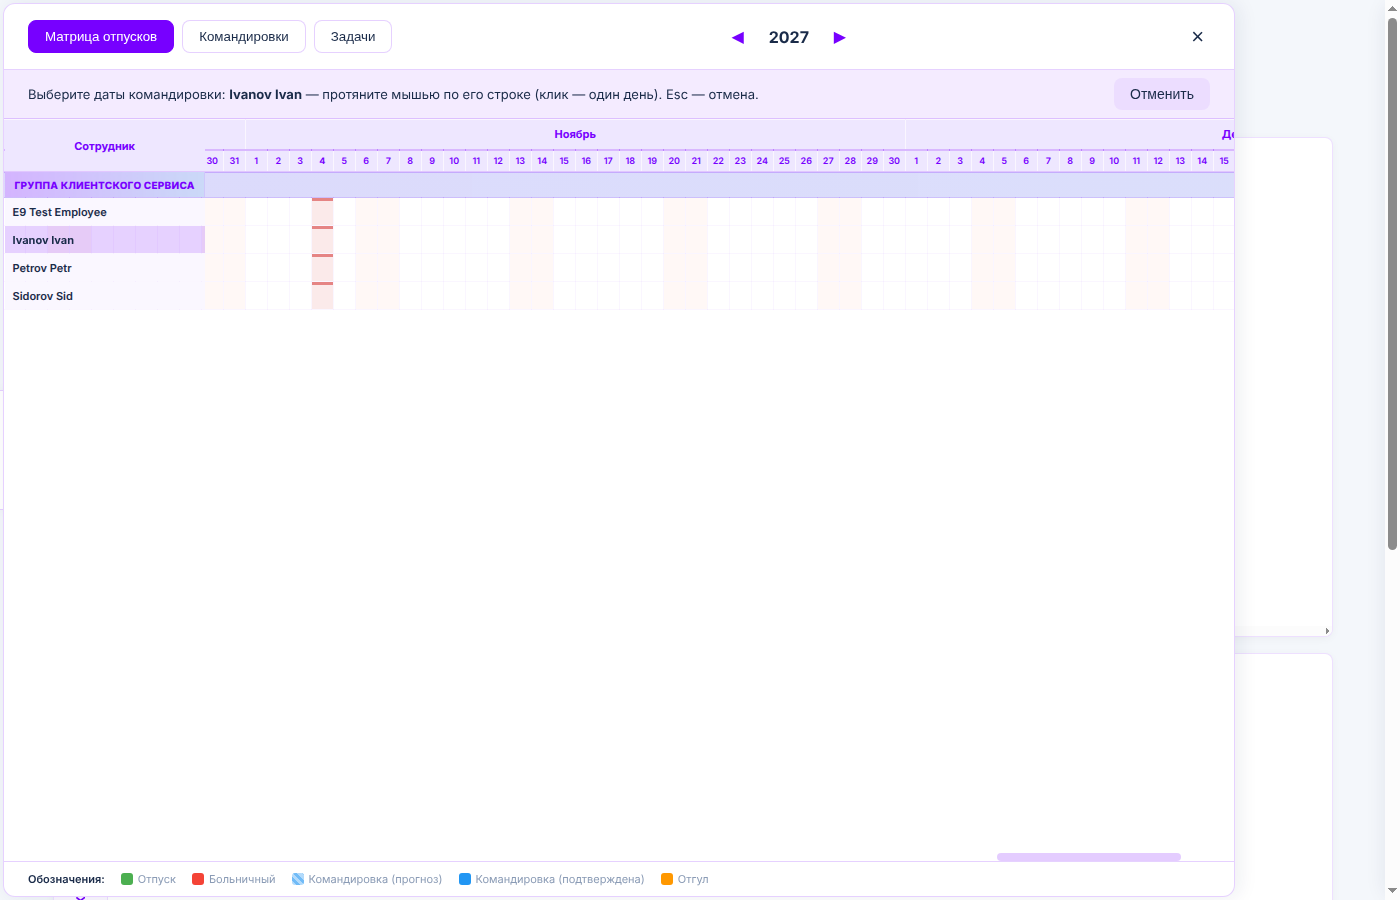 Матрица отпусков Командировки Задачи ◀ 2027 ▶ ×
Выберите даты командировки: Ivanov Ivan — протяните мышью по его строке (клик — один день). Esc — отмена. Отменить
Сотрудник Ноябрь
30 31 1 2 3 4 5 6 7 8 9 10 11 12 13 14 15 16 17 18 19 20 21 22 23 24 25 26 27 28 29 30 1 2 3 4 5 6 7 8 9 10 11 12 13 14 15
ГРУППА КЛИЕНТСКОГО СЕРВИСА
E9 Test Employee
Ivanov Ivan
Petrov Petr
Sidorov Sid
Обозначения: Отпуск Больничный Командировка (прогноз) Командировка (подтверждена) Отгул